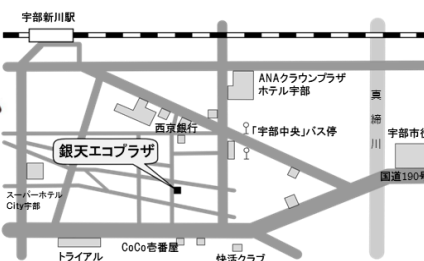 宇部新川駅
ANAクラウンプラザ
ホテル宇部
真締川
西京銀行
「宇部中央」バス停
宇部市役
銀天エコプラザ
国道190号
スーパーホテル
City宇部
CoCo壱番屋
トライアル
快活クラブ